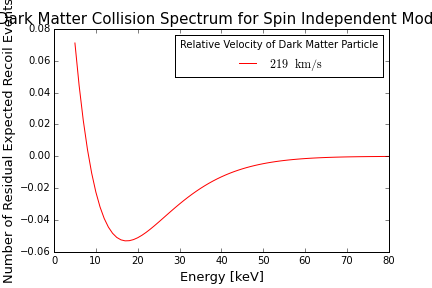 Dark Matter Collision Spectrum for Spin Independent Mod
Number of Residual Expected Recoil Events
0.08
0.06
0.04
0.02
0.00
−0.02
−0.04
−0.06
Relative Velocity of Dark Matter Particle
219 km/s
0 10 20 30 40 50 60 70 80
Energy [keV]